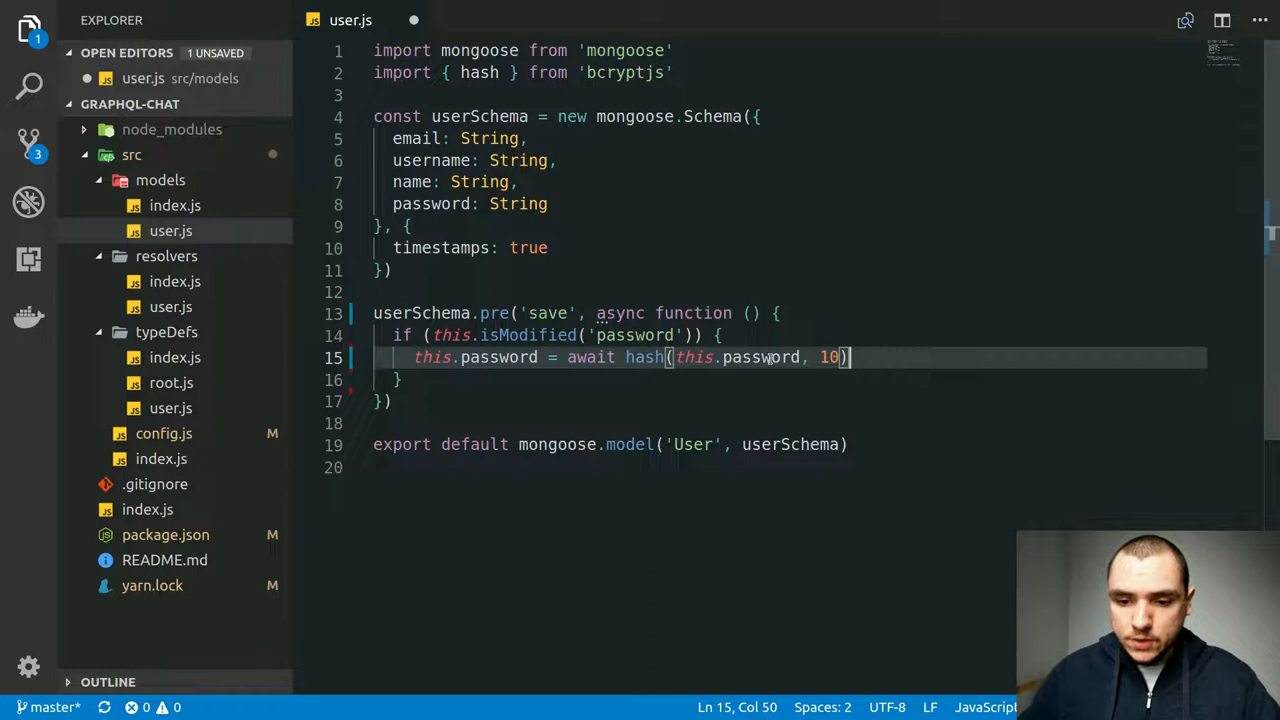 EXPLORER
OPEN EDITORS 1 UNSAVED
user.js src/models
GRAPHQL-CHAT
node_modules
src
models
index.js
user.js
resolvers
index.js
user.js
typeDefs
index.js
root.js
user.js
config.js M
index.js
.gitignore
index.js
package.json M
README.md
yarn.lock M
OUTLINE
1
3
user.js
1 import mongoose from 'mongoose'
2 import { hash } from 'bcryptjs'
3
4 const userSchema = new mongoose.Schema({
5 email: String,
6 username: String,
7 name: String,
8 password: String
9 }, {
10 timestamps: true
11 })
12
13 userSchema.pre('save', async function () {
14 if (this.isModified('password')) {
15 this.password = await hash(this.password, 10)
16 }
17 })
18
19 export default mongoose.model('User', userSchema)
20
master* 0 0 Ln 15, Col 50 Spaces: 2 UTF-8 LF JavaScript